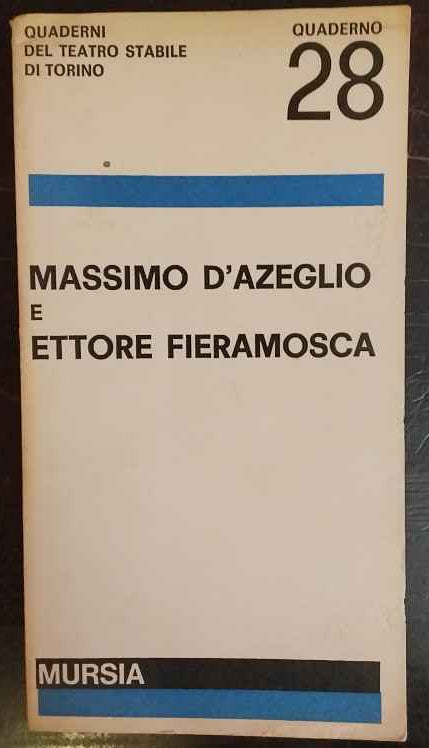 QUADERNI
DEL TEATRO STABILE
DI TORINO
QUADERNO
28
MASSIMO D'AZEGLIO
E
ETTORE FIERAMOSCA
MURSIA